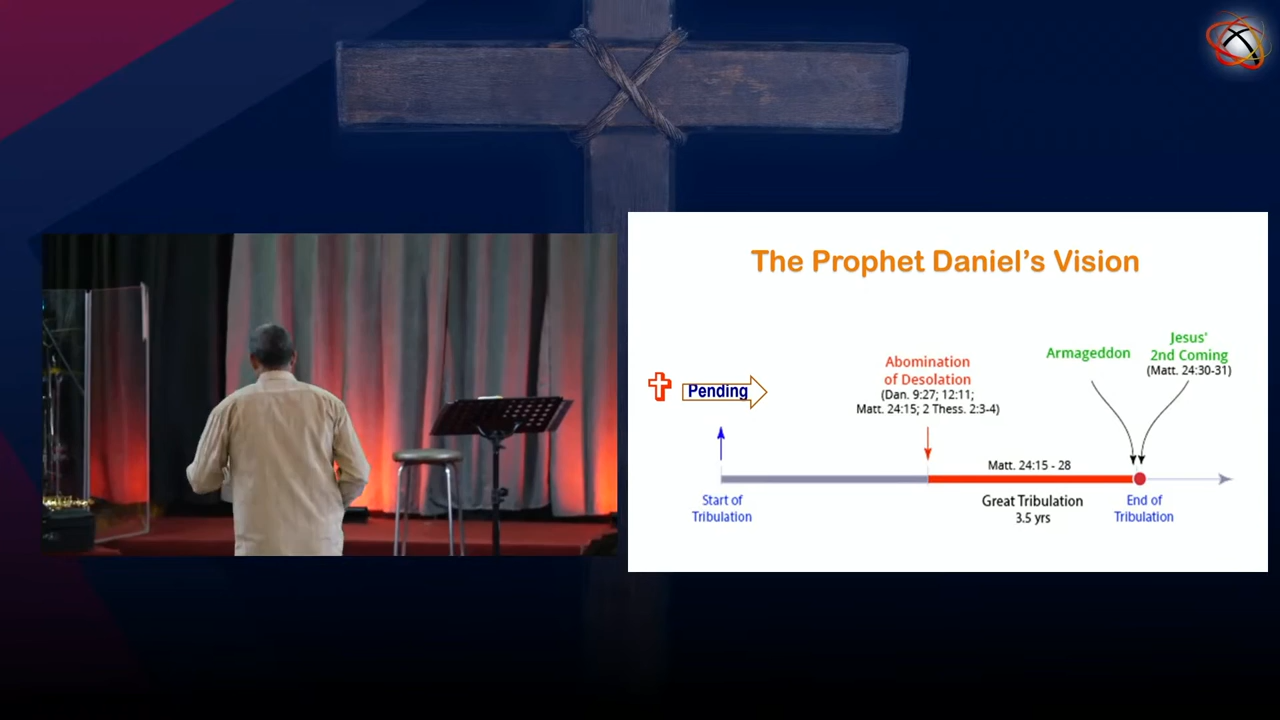 The Prophet Daniel's Vision
Pending
Abomination
of Desolation
(Dan. 9:27; 12:11;
Matt. 24:15; 2 Thess. 2:3-4)
Armageddon
Jesus'
2nd Coming
(Matt. 24:30-31)
Matt. 24:15 - 28
Start of
Tribulation
Great Tribulation
3.5 yrs
End of
Tribulation